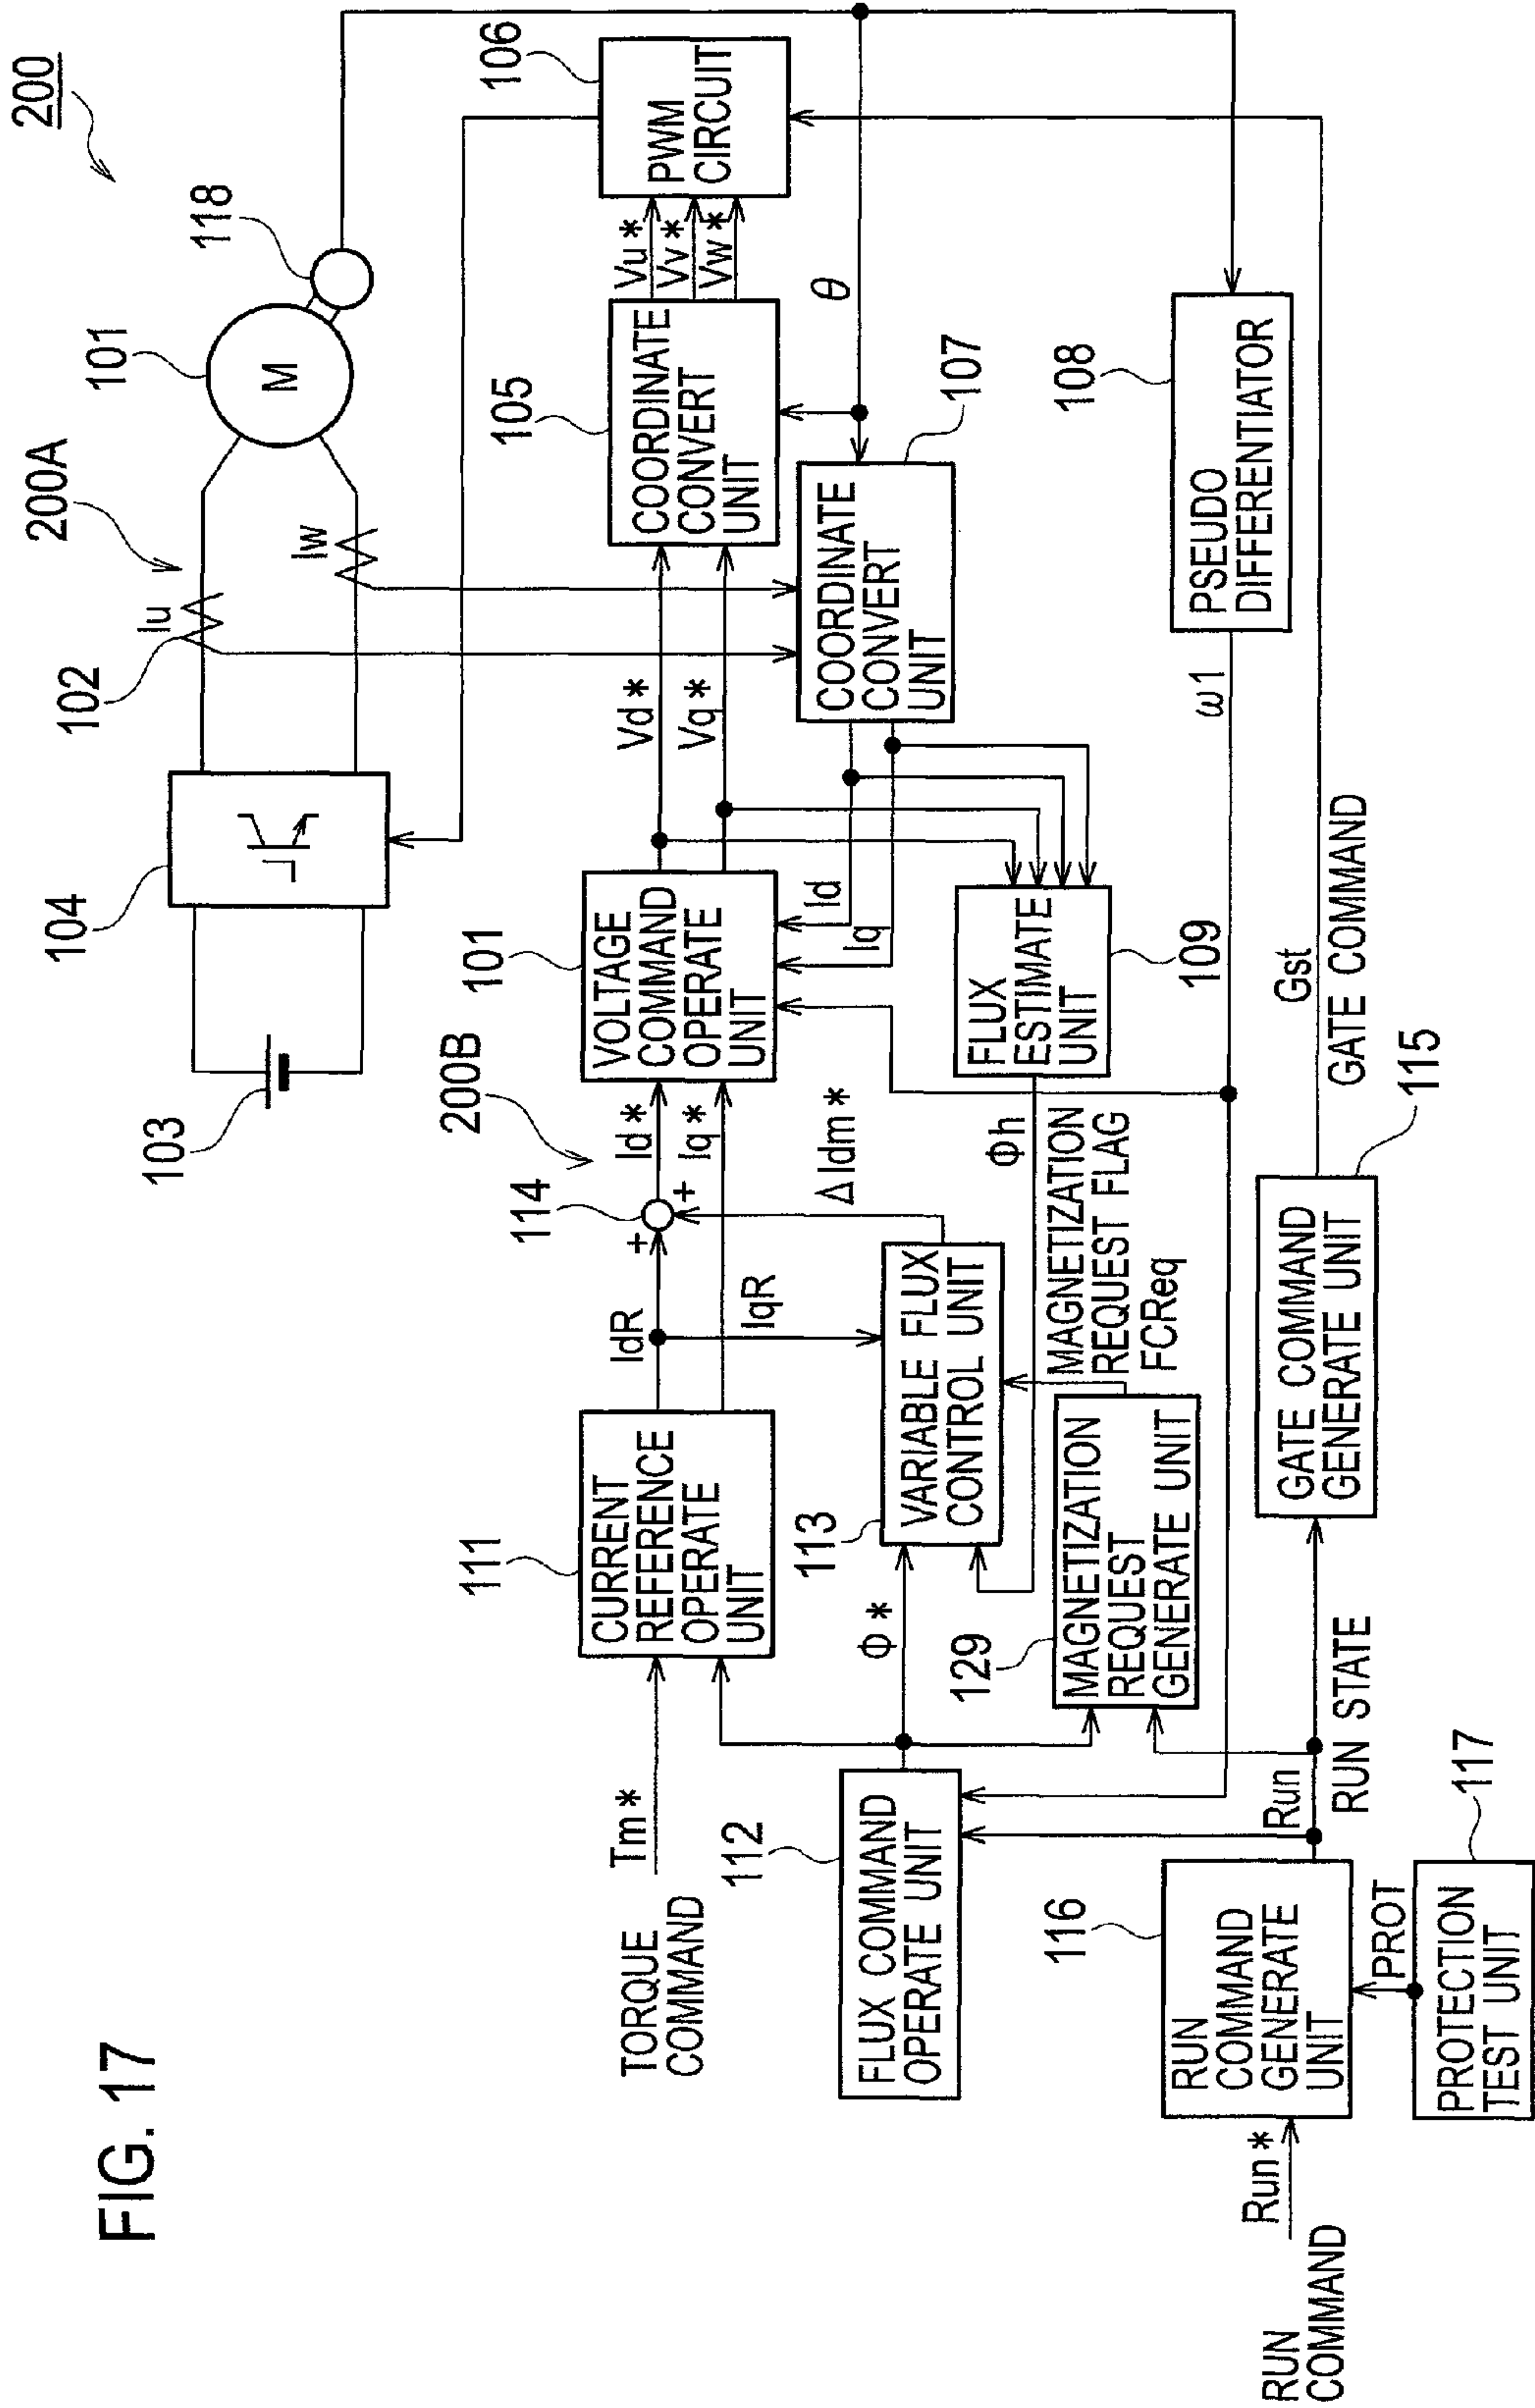 FIG. 17
200
200A
118
101
M
102
Iu
Iw
104
103
106
PWM
CIRCUIT
Vu*
Vv*
Vw*
105
COORDINATE
CONVERT
UNIT
θ
107
COORDINATE
CONVERT
UNIT
Vd*
Vq*
101
VOLTAGE
COMMAND
OPERATE
UNIT
Id
Iq
200B
Id*
Iq*
114
+
+
ΔIdm*
IdR
IqR
111
CURRENT
REFERENCE
OPERATE
UNIT
Tm*
TORQUE
COMMAND
108
PSEUDO
DIFFERENTIATOR
ω1
109
FLUX
ESTIMATE
UNIT
Φh
113
VARIABLE FLUX
CONTROL UNIT
MAGNETIZATION
REQUEST FLAG
FCReq
129
MAGNETIZATION
REQUEST
GENERATE UNIT
Φ*
112
FLUX COMMAND
OPERATE UNIT
Gst
GATE COMMAND
115
GATE COMMAND
GENERATE UNIT
Run
RUN STATE
116
RUN
COMMAND
GENERATE
UNIT
Run*
RUN
COMMAND
PROT
117
PROTECTION
TEST UNIT